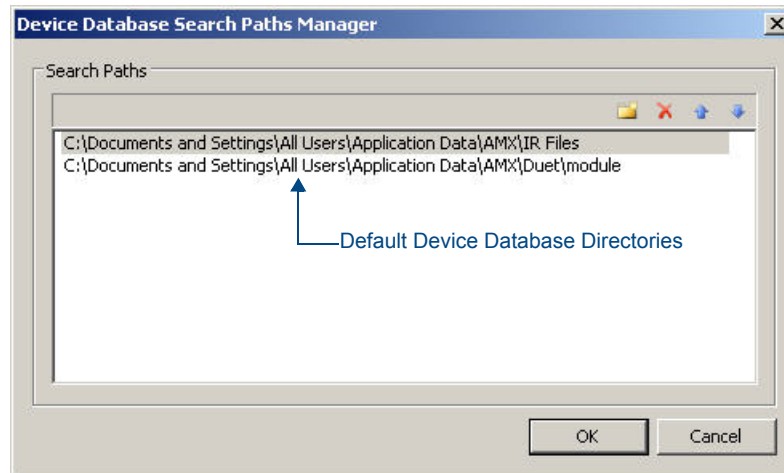 Device Database Search Paths Manager
Search Paths
C:\Documents and Settings\All Users\Application Data\AMX\IR Files
C:\Documents and Settings\All Users\Application Data\AMX\Duet\module
Default Device Database Directories
OK Cancel